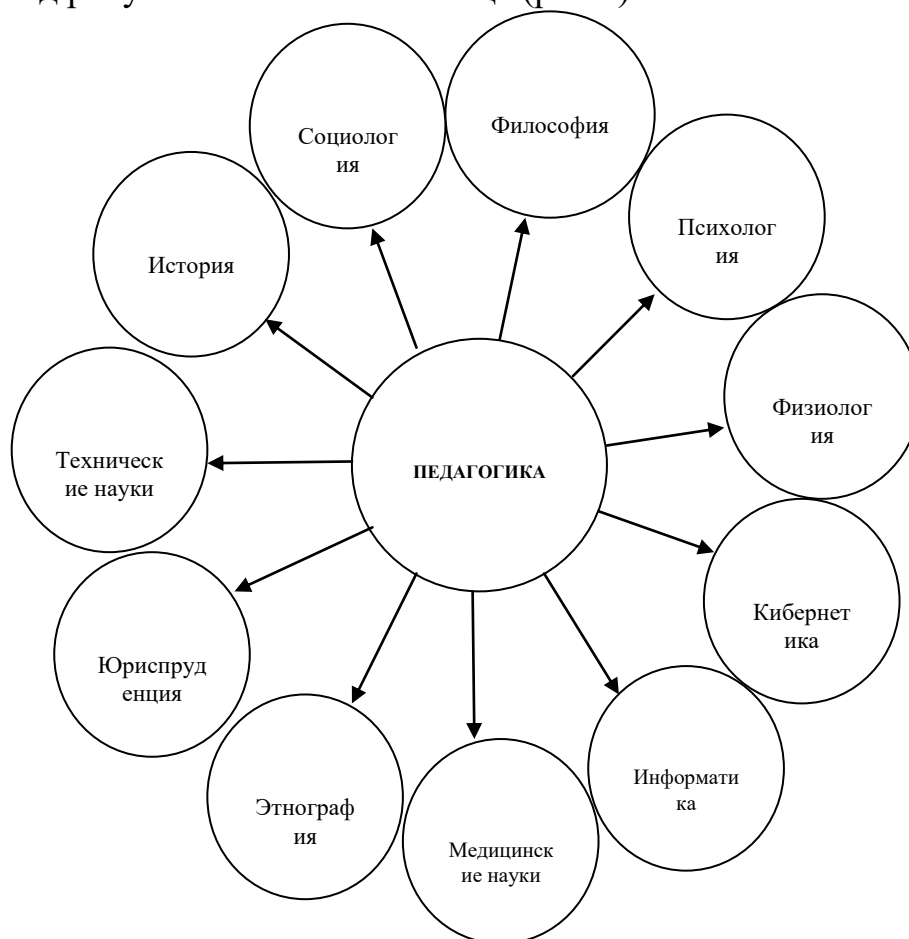 Философия
Социолог
ия
Психолог
ия
История
Физиолог
ия
Техническ
ие науки
ПЕДАГОГИКА
Кибернет
ика
Юриспруд
енция
Информати
ка
Этнограф
ия
Медицинск
ие науки